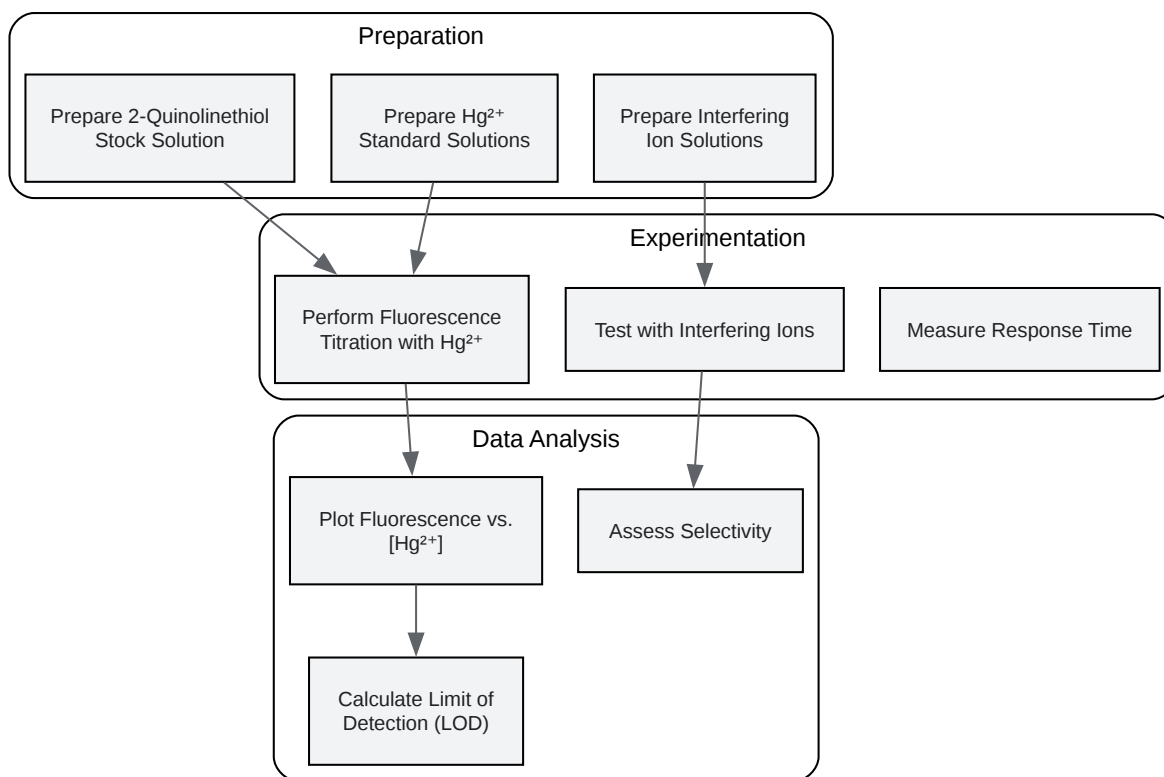 Preparation
Prepare 2-Quinolinethiol
Stock Solution
Prepare Hg²⁺
Standard Solutions
Prepare Interfering
Ion Solutions
Experimentation
Perform Fluorescence
Titration with Hg²⁺
Test with Interfering Ions
Measure Response Time
Data Analysis
Plot Fluorescence vs.
[Hg²⁺]
Assess Selectivity
Calculate Limit of
Detection (LOD)